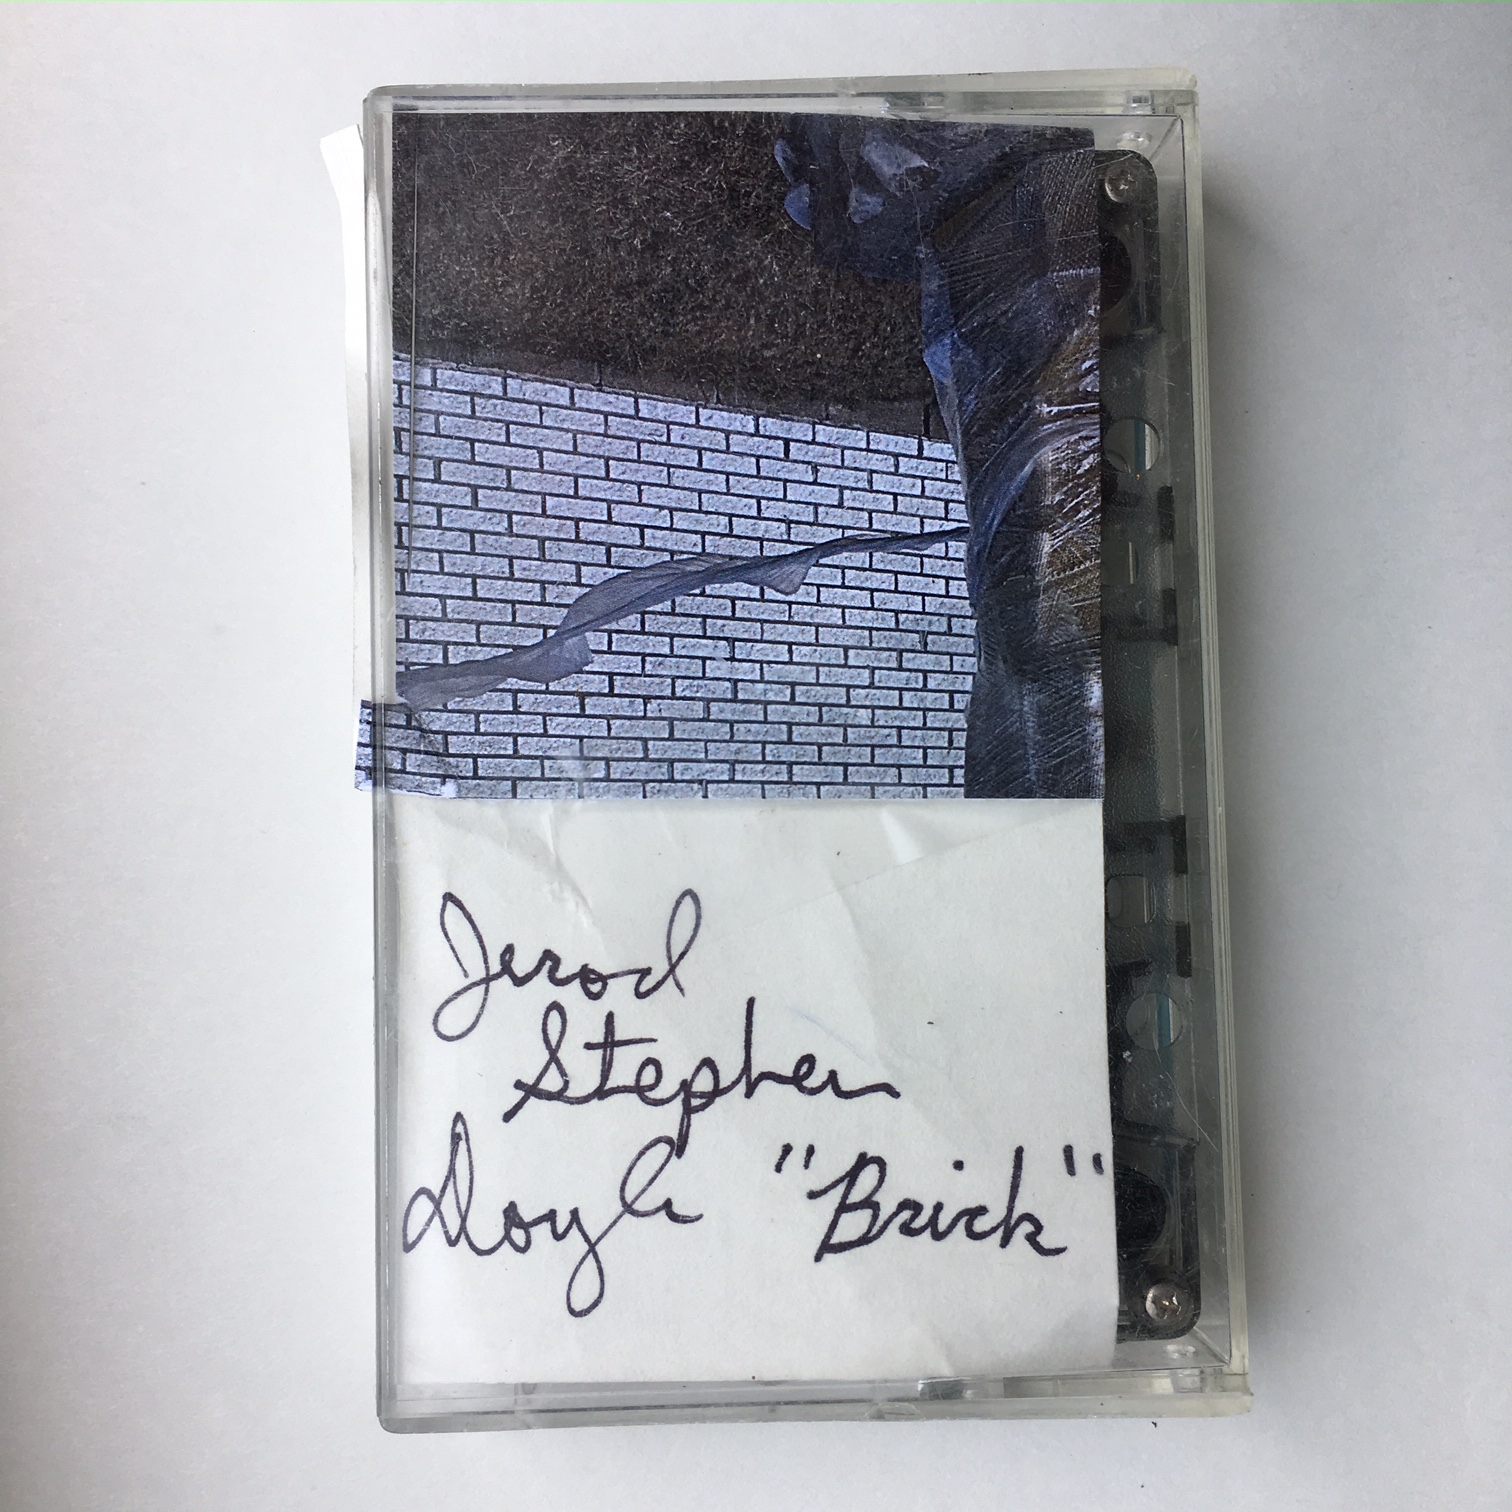 Jerod
Stephen
Doyle "Brick"